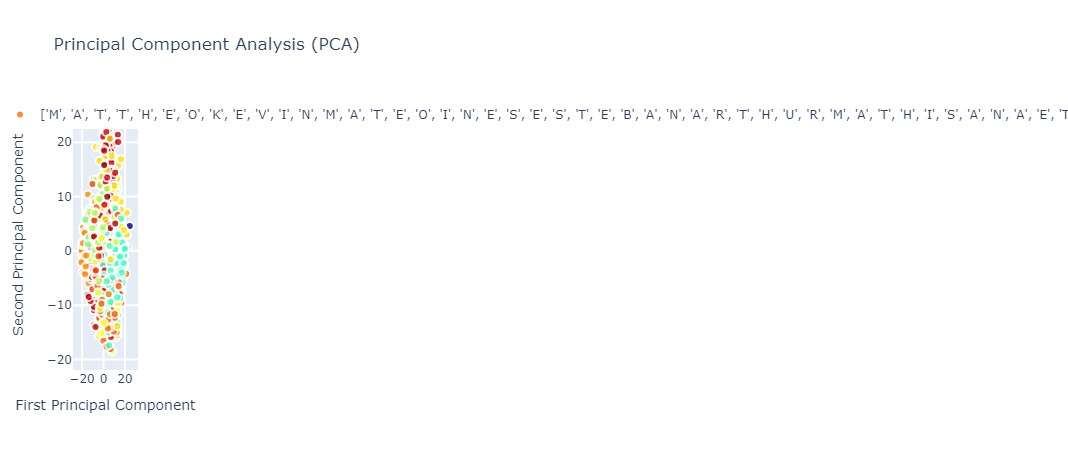 Principal Component Analysis (PCA)
['M', 'A', 'T', 'T', 'H', 'E', 'O', 'K', 'E', 'V', 'I', 'N', 'M', 'A', 'T', 'E', 'O', 'I', 'N', 'E', 'S', 'E', 'S', 'T', 'E', 'B', 'A', 'N', 'A', 'R', 'T', 'H', 'U', 'R', 'M', 'A', 'T', 'H', 'I', 'S', 'A', 'N', 'A', 'E', 'T
Second Principal Component
20
10
0
−10
−20
−20 0 20
First Principal Component